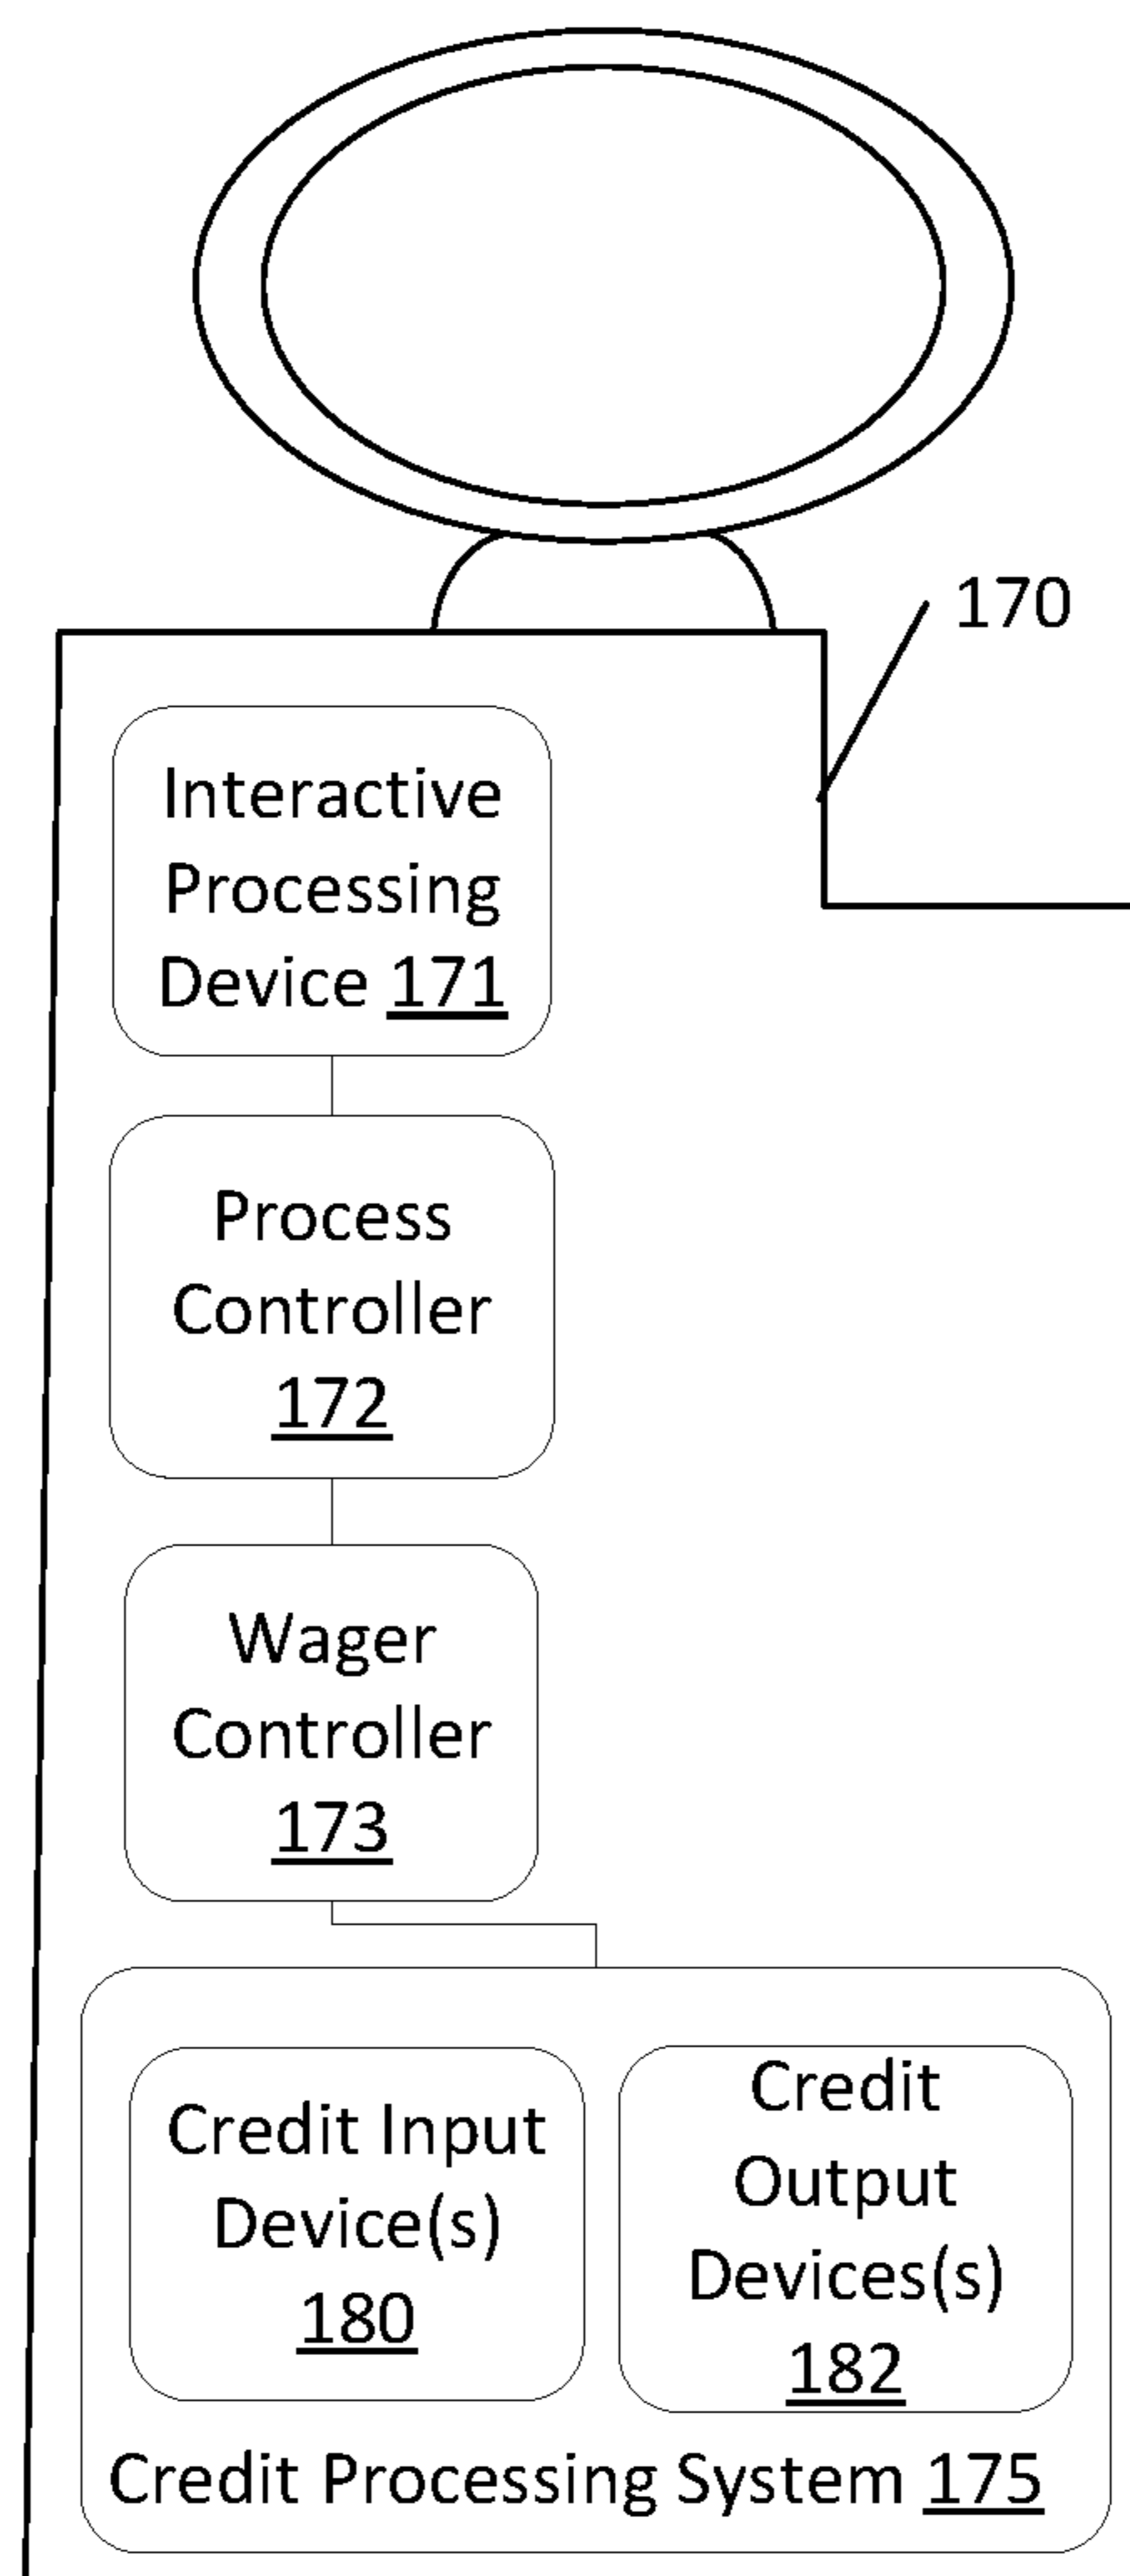 170
Interactive
Processing
Device 171
Process
Controller
172
Wager
Controller
173
Credit Input
Device(s)
180
Credit
Output
Devices(s)
182
Credit Processing System 175